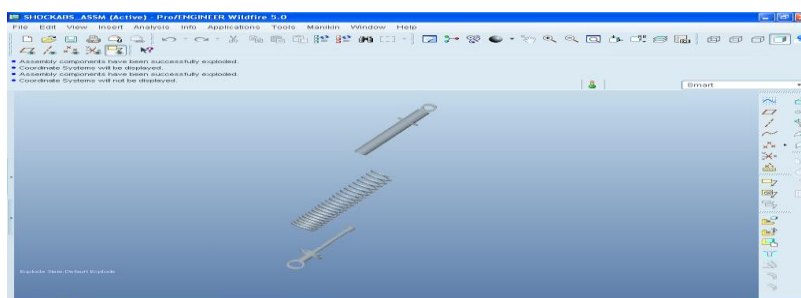 SHOCKABS_ASSM (Active) - Pro/ENGINEER Wildfire 5.0
File Edit View Insert Analysis Info Applications Tools Manikin Window Help
• Assembly components have been successfully exploded.
• Coordinate Systems will be displayed.
• Assembly components have been successfully exploded.
• Coordinate Systems will not be displayed.
Smart
Explode State:Default Explode